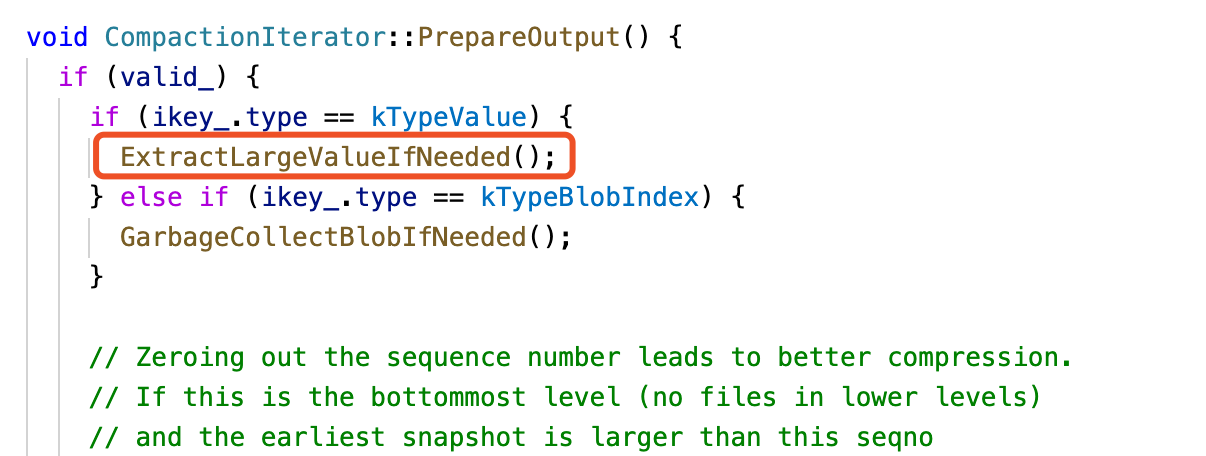 void CompactionIterator::PrepareOutput() {
if (valid_) {
if (ikey_.type == kTypeValue) {
ExtractLargeValueIfNeeded();
} else if (ikey_.type == kTypeBlobIndex) {
GarbageCollectBlobIfNeeded();
}
// Zeroing out the sequence number leads to better compression.
// If this is the bottommost level (no files in lower levels)
// and the earliest snapshot is larger than this seqno